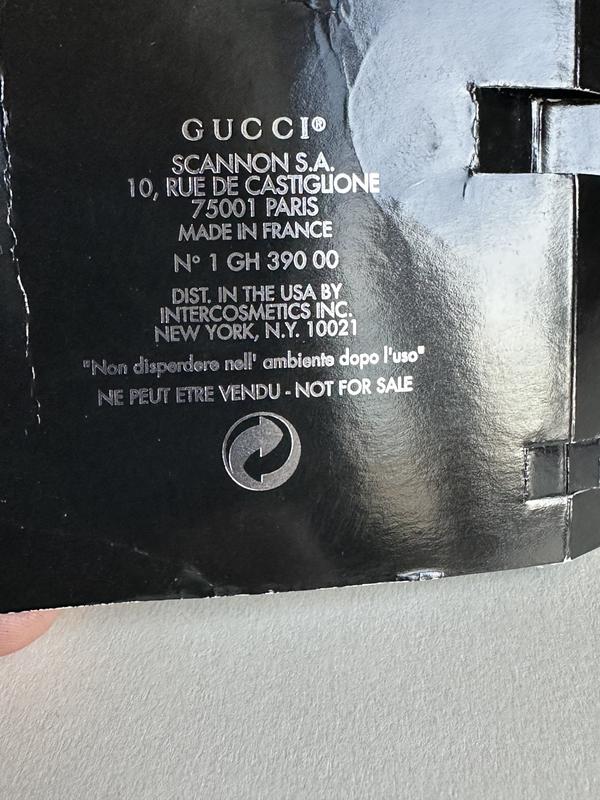 GUCCI®
SCANNON S.A.
10, RUE DE CASTIGLIONE
75001 PARIS
MADE IN FRANCE
N° 1 GH 390 00
DIST. IN THE USA BY
INTERCOSMETICS INC.
NEW YORK, N.Y. 10021
"Non disperdere nell' ambiente dopo l'uso"
NE PEUT ETRE VENDU - NOT FOR SALE